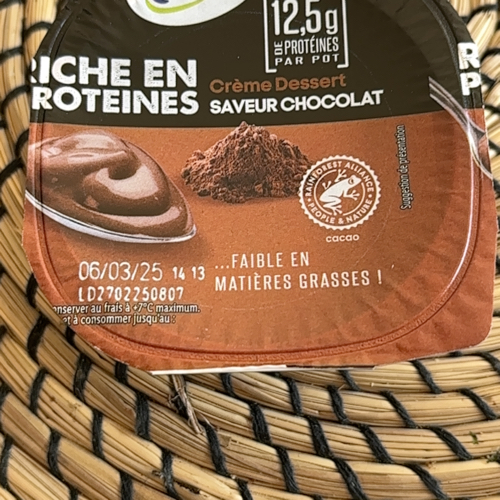 12,5g
DE PROTÉINES
PAR POT
RICHE EN
PROTEINES
Crème Dessert
SAVEUR CHOCOLAT
R
P
RAINFOREST ALLIANCE
PEOPLE & NATURE
cacao
Suggestion de présentation
06/03/25 14 13
LD2702250807
...FAIBLE EN
MATIÈRES GRASSES !
nserver au frais à +7°C maximum.
et à consommer jusqu'au :